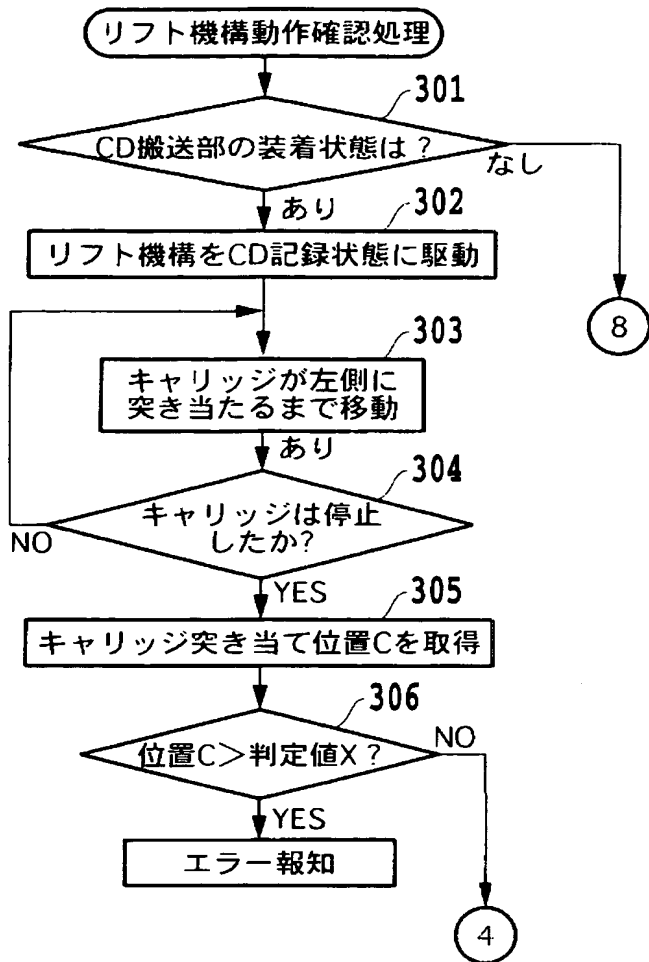 リフト機構動作確認処理
301
CD搬送部の装着状態は？
なし
あり
302
リフト機構をCD記録状態に駆動
8
303
キャリッジが左側に
突き当たるまで移動
あり
304
キャリッジは停止
したか?
NO
YES
305
キャリッジ突き当て位置Cを取得
306
位置C＞判定値X？
NO
YES
エラー報知
4